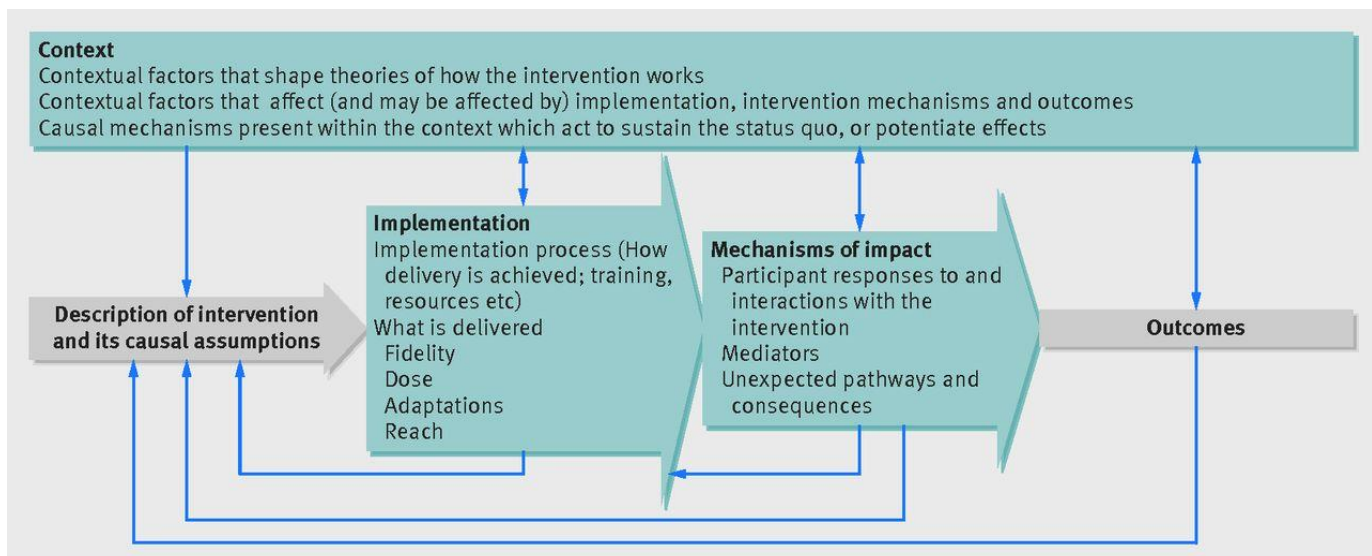 Context
Contextual factors that shape theories of how the intervention works
Contextual factors that affect (and may be affected by) implementation, intervention mechanisms and outcomes
Causal mechanisms present within the context which act to sustain the status quo, or potentiate effects
Description of intervention
and its causal assumptions
Implementation
Implementation process (How
delivery is achieved; training,
resources etc)
What is delivered
Fidelity
Dose
Adaptations
Reach
Mechanisms of impact
Participant responses to and
interactions with the
intervention
Mediators
Unexpected pathways and
consequences
Outcomes